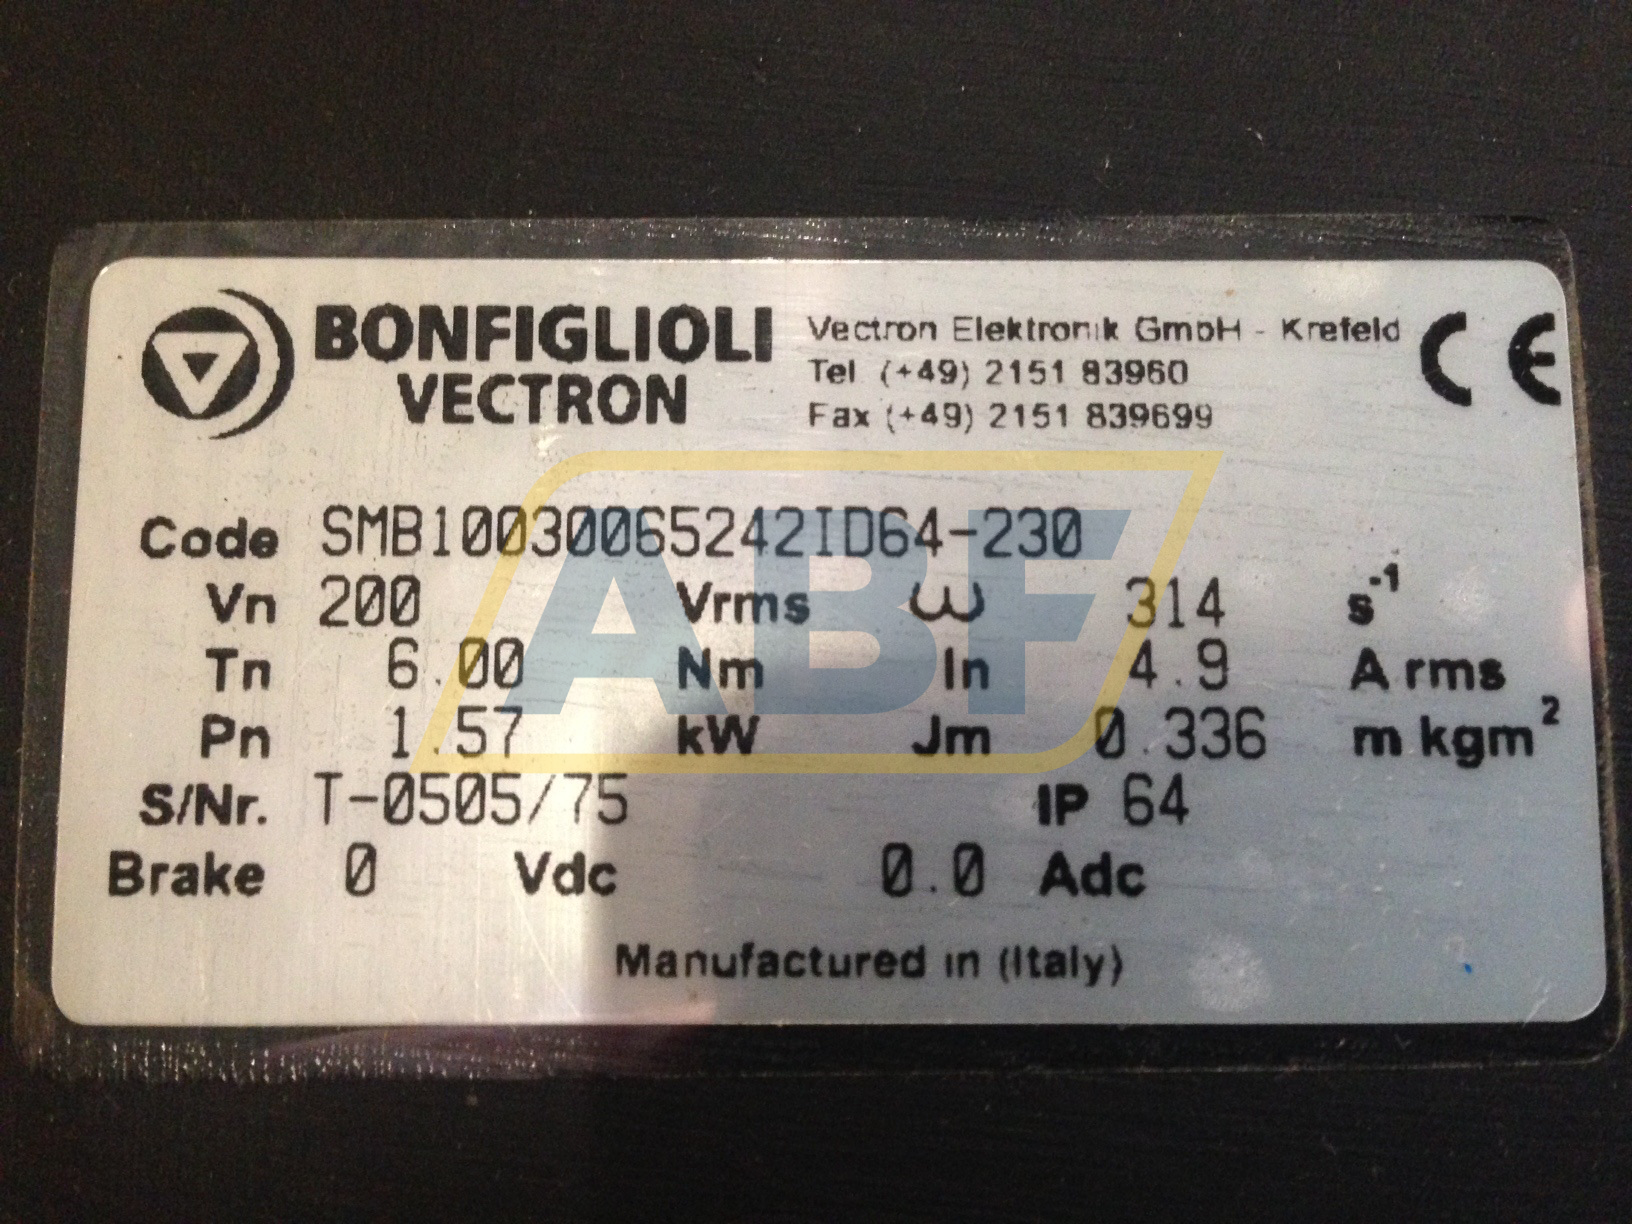 BONFIGLIOLI
VECTRON
Vectron Elektronik GmbH - Krefeld
Tel (+49) 2151 83960
Fax (+49) 2151 839699
CE
Code SMB10030065242ID64-230
Vn 200 Vrms ω 314 s⁻¹
Tn 6.00 Nm In 4.9 A rms
Pn 1.57 kW Jm 0.336 m kgm²
S/Nr. T-0505/75 IP 64
Brake 0 Vdc 0.0 Adc
Manufactured in (Italy)
ABF